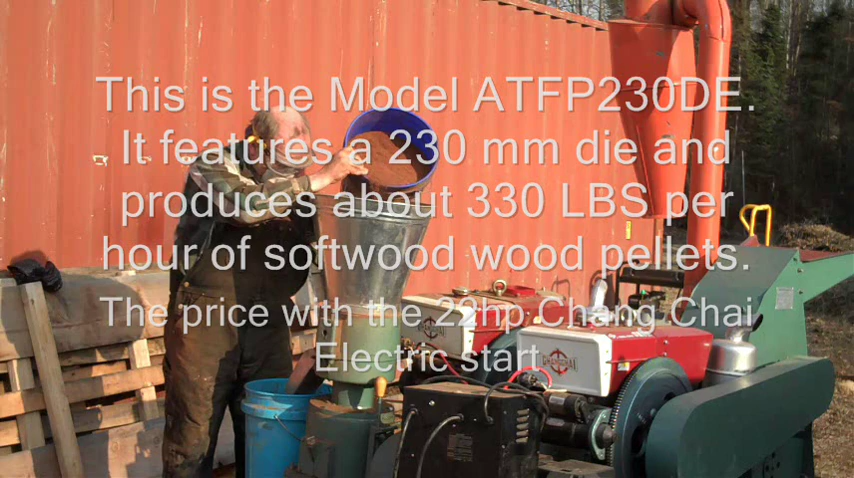 This is the Model ATFP230DE.
It features a 230 mm die and
produces about 330 LBS per
hour of softwood wood pellets.
The price with the 22hp Chang Chai
Electric start